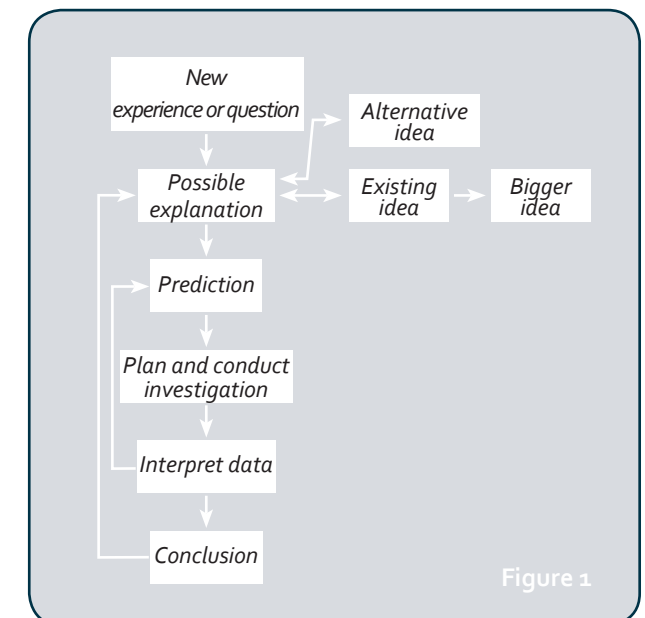 New
experience or question
Alternative
idea
Possible
explanation
Existing
idea
Bigger
idea
Prediction
Plan and conduct
investigation
Interpret data
Conclusion
Figure 1